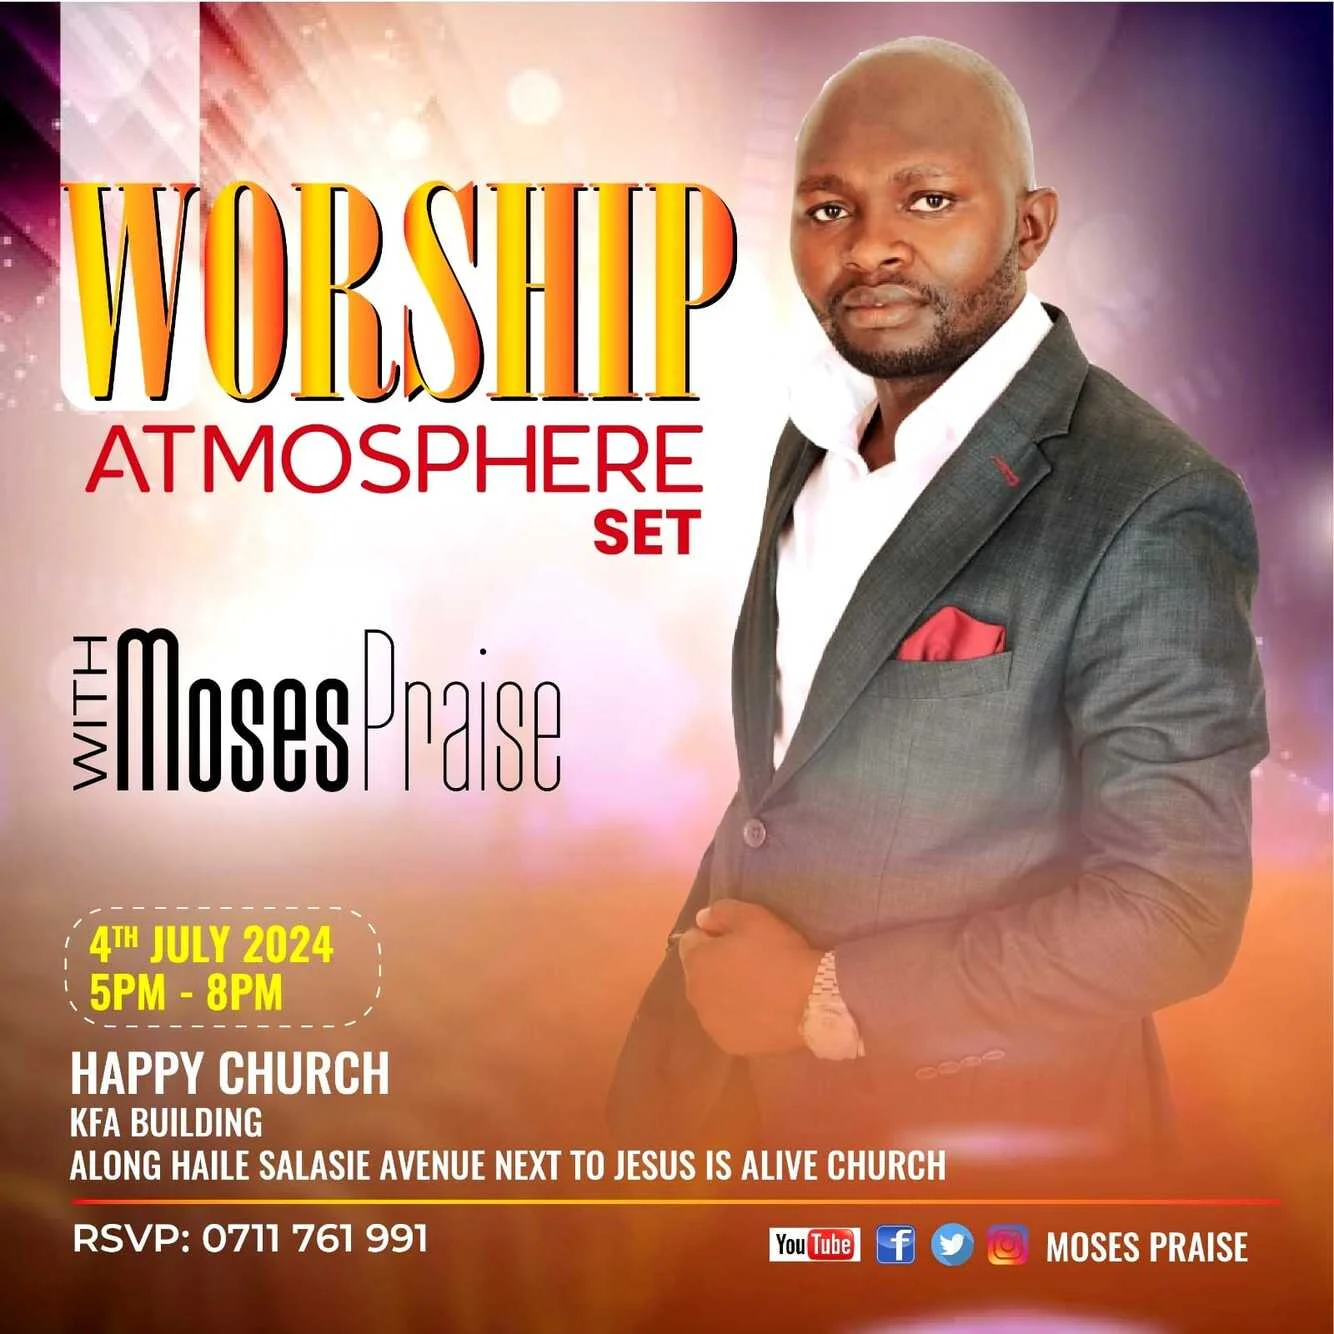 WORSHIP
ATMOSPHERE
SET
WITH Moses Praise
4TH JULY 2024
5PM - 8PM
HAPPY CHURCH
KFA BUILDING
ALONG HAILE SALASIE AVENUE NEXT TO JESUS IS ALIVE CHURCH
RSVP: 0711 761 991
YouTube f MOSES PRAISE